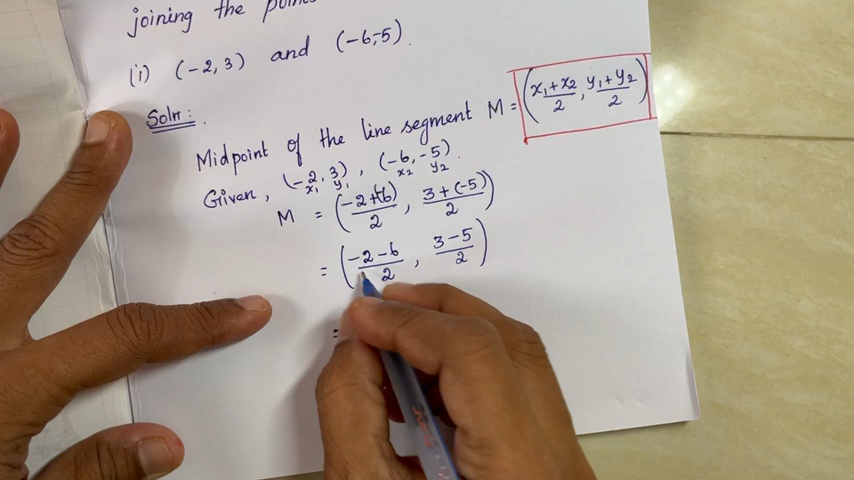 joining the points
(i) (-2,3) and (-6,-5).
Soln:
Midpoint of the line segment M = (x₁+x₂/2, y₁+y₂/2)
Given, (-2,3), (-6,-5).
x₁ y₁ x₂ y₂
M = (-2+(-6)/2, 3+(-5)/2)
= (-2-6/2, 3-5/2)
=